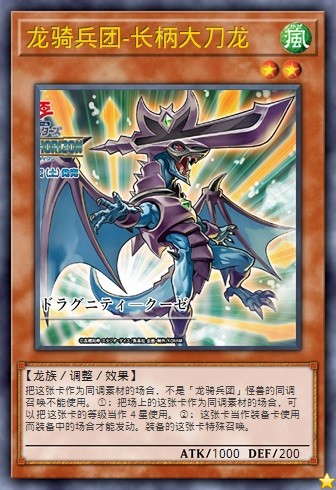 龙骑兵团-长柄大刀龙
風
ドラグニティークーゼ
【龙族/调整/效果】
把这张卡作为同调素材的场合，不是「龙骑兵团」怪兽的同调
召唤不能使用。①：把场上的这张卡作为同调素材的场合，可
以把这张卡的等级当作 4 星使用。②：这张卡当作装备卡使用
而装备中的场合才能发动。装备的这张卡特殊召唤。
ATK/1000 DEF/200